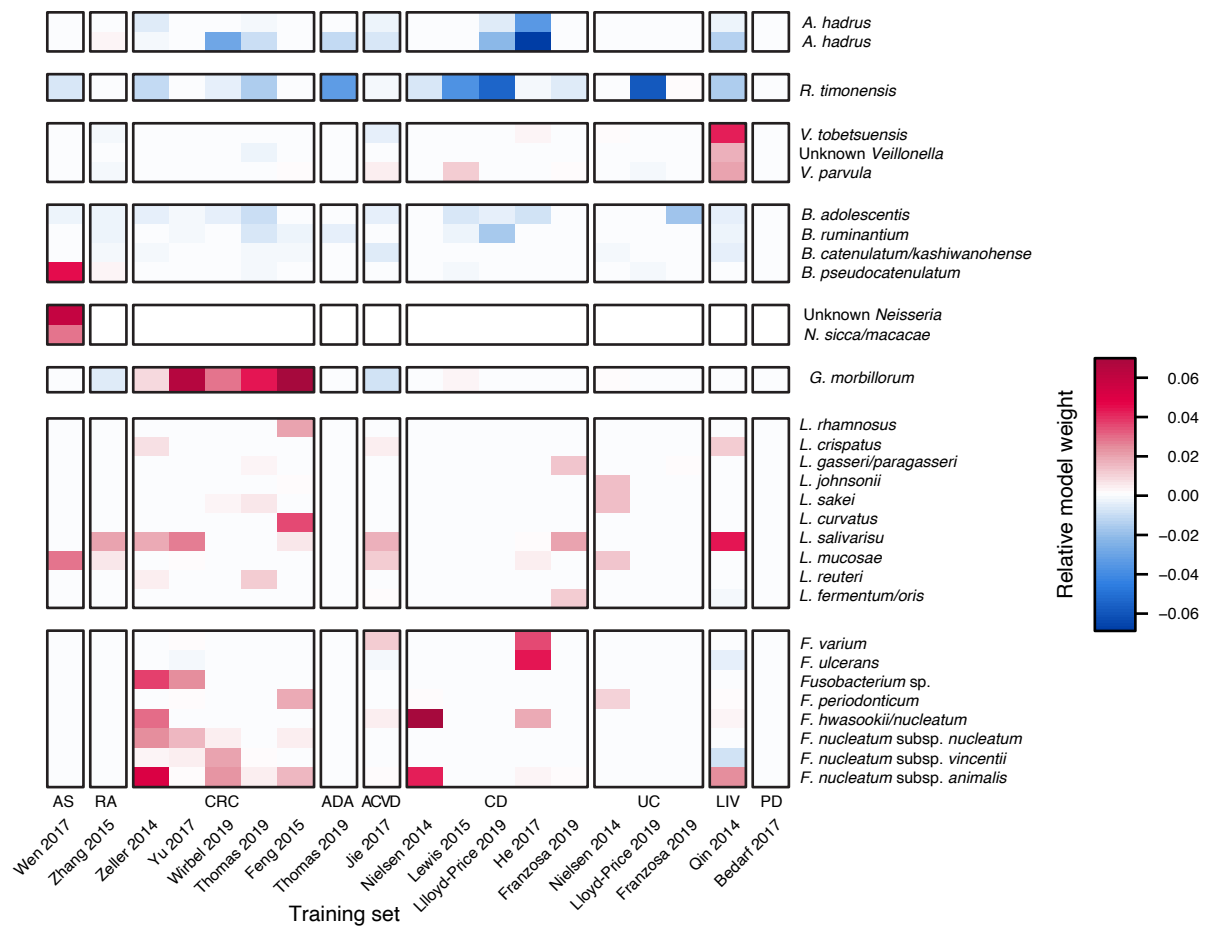 A. hadrus
A. hadrus
R. timonensis
V. tobetsuensis
Unknown Veillonella
V. parvula
B. adolescentis
B. ruminantium
B. catenulatum/kashiwanohense
B. pseudocatenulatum
Unknown Neisseria
N. sicca/macacae
G. morbillorum
L. rhamnosus
L. crispatus
L. gasseri/paragasseri
L. johnsonii
L. sakei
L. curvatus
L. salivarisu
L. mucosae
L. reuteri
L. fermentum/oris
F. varium
F. ulcerans
Fusobacterium sp.
F. periodonticum
F. hwasookii/nucleatum
F. nucleatum subsp. nucleatum
F. nucleatum subsp. vincentii
F. nucleatum subsp. animalis
Relative model weight
0.06
0.04
0.02
0.00
−0.02
−0.04
−0.06
AS RA CRC ADA ACVD CD UC LIV PD
Wen 2017
Zhang 2015
Zeller 2014
Yu 2017
Wirbel 2019
Thomas 2019
Feng 2015
Thomas 2019
Jie 2017
Nielsen 2014
Lewis 2015
Llloyd-Price 2019
He 2017
Franzosa 2019
Nielsen 2014
Lloyd-Price 2019
Franzosa 2019
Qin 2014
Bedarf 2017
Training set